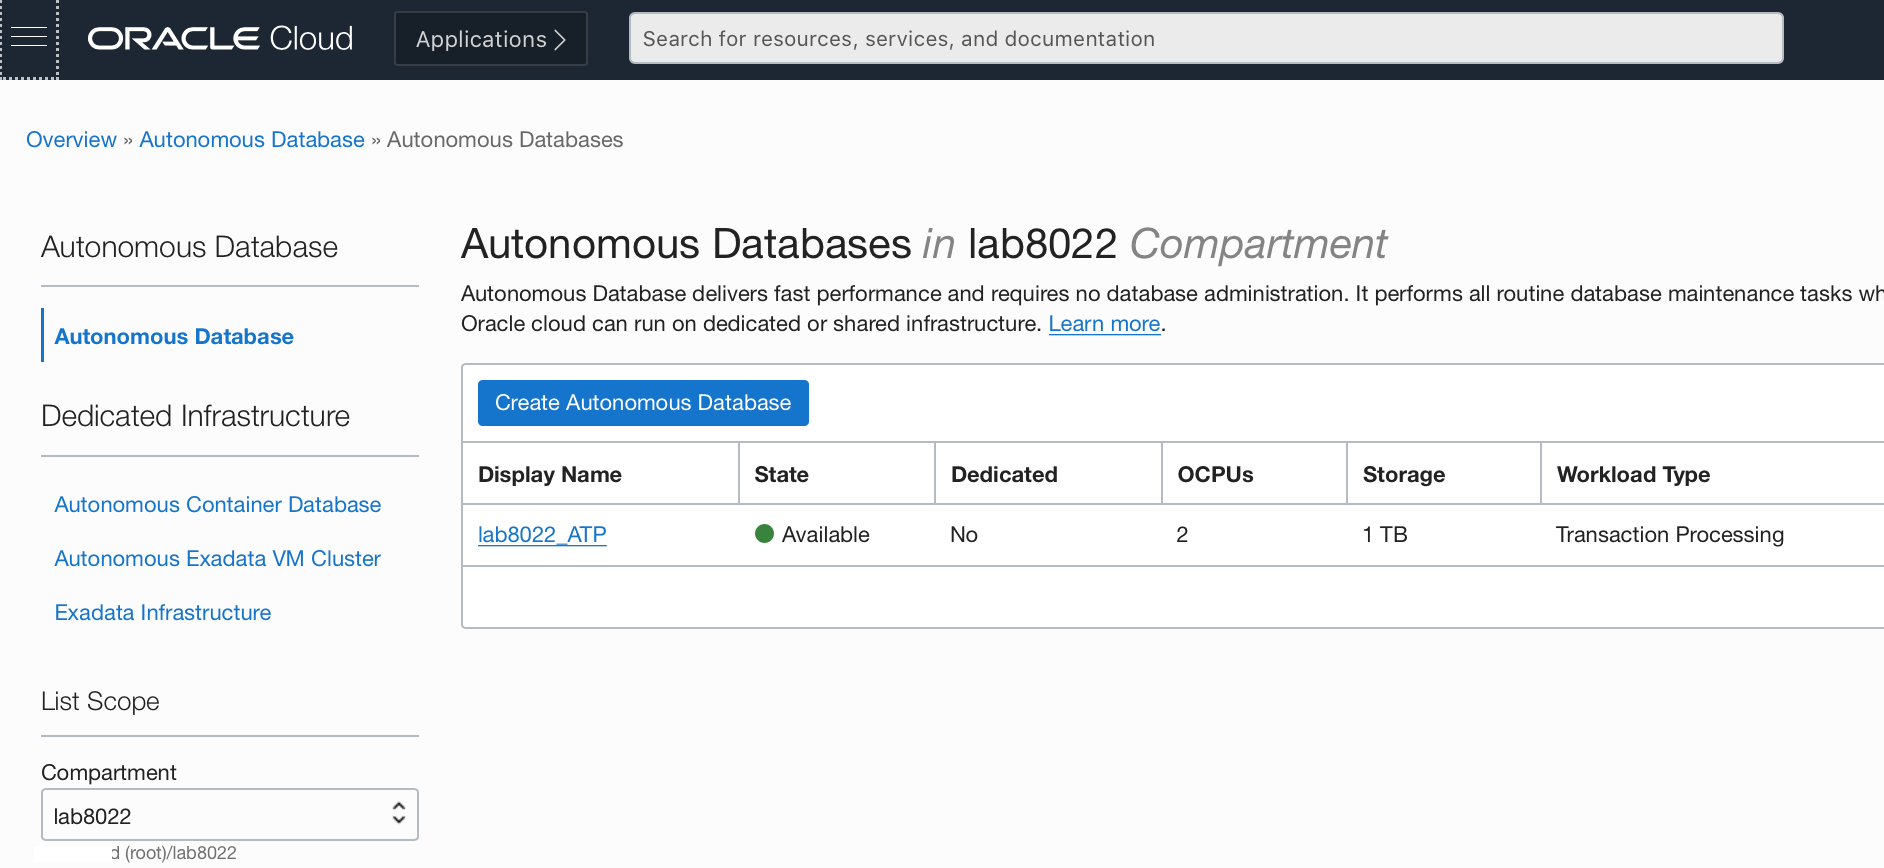 ORACLE Cloud
Applications
Search for resources, services, and documentation
Overview » Autonomous Database » Autonomous Databases
Autonomous Database
Autonomous Database
Dedicated Infrastructure
Autonomous Container Database
Autonomous Exadata VM Cluster
Exadata Infrastructure
List Scope
Compartment
lab8022
d (root)/lab8022
Autonomous Databases in lab8022 Compartment
Autonomous Database delivers fast performance and requires no database administration. It performs all routine database maintenance tasks wh
Oracle cloud can run on dedicated or shared infrastructure. Learn more.
Create Autonomous Database
Display Name State Dedicated OCPUs Storage Workload Type
lab8022_ATP Available No 2 1 TB Transaction Processing